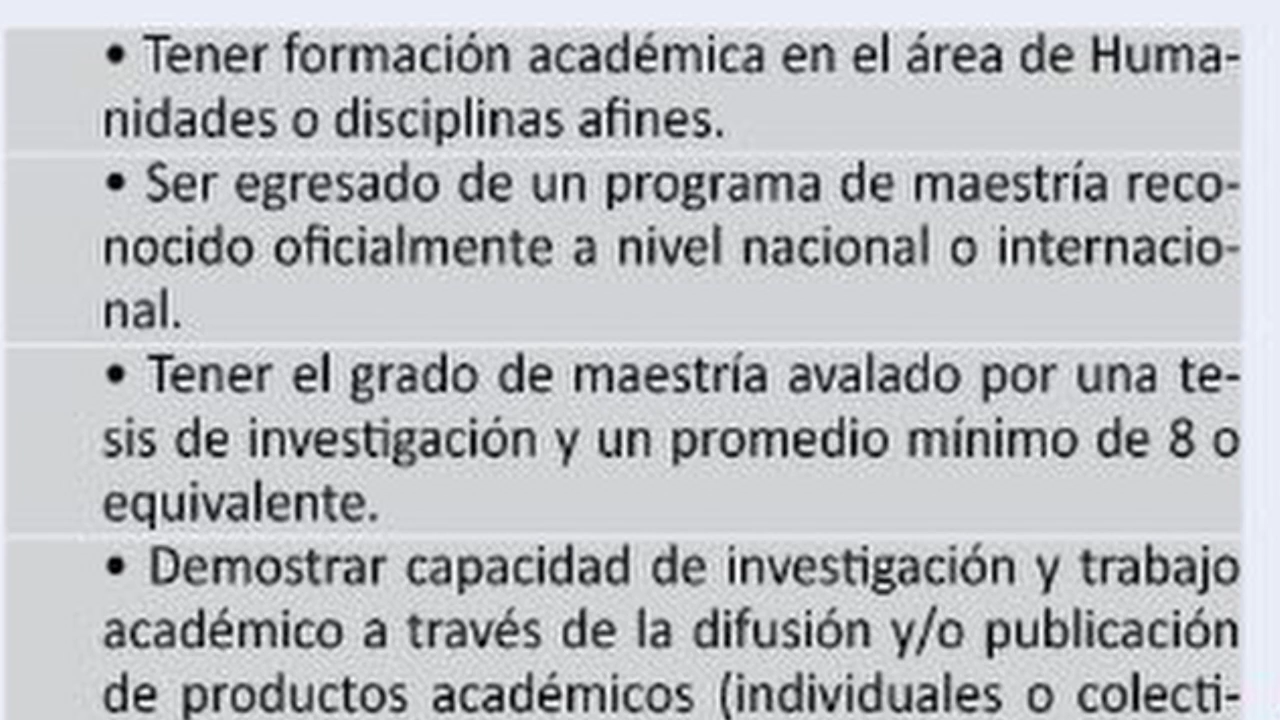 • Tener formación académica en el área de Huma-
nidades o disciplinas afines.
• Ser egresado de un programa de maestría reco-
nocido oficialmente a nivel nacional o internacio-
nal.
• Tener el grado de maestría avalado por una te-
sis de investigación y un promedio mínimo de 8 o
equivalente.
• Demostrar capacidad de investigación y trabajo
académico a través de la difusión y/o publicación
de productos académicos (individuales o colecti-